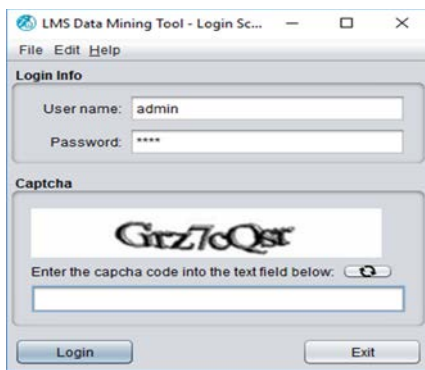 LMS Data Mining Tool - Login Sc...
File Edit Help
Login Info
User name: admin
Password: ****
Captcha
Enter the capcha code into the text field below:
Login Exit